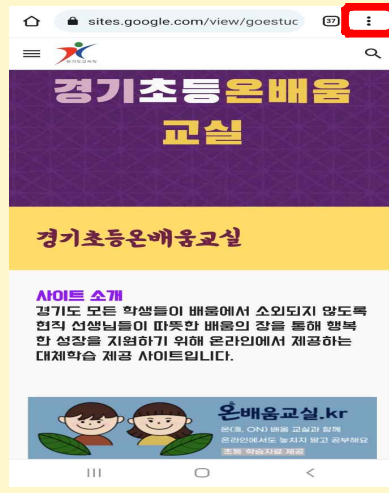 sites.google.com/view/goestuc
37
경기도교육청
경기초등온배움
교실
경기초등온배움교실
사이트 소개
경기도 모든 학생들이 배움에서 소외되지 않도록
현직 선생님들이 따뜻한 배움의 장을 통해 행복
한 성장을 지원하기 위해 온라인에서 제공하는
대체학습 제공 사이트입니다.
온배움교실.kr
온(溫, ON) 배움 교실과 함께
온라인에서도 놓치지 말고 공부해요
초등 학습자료 제공